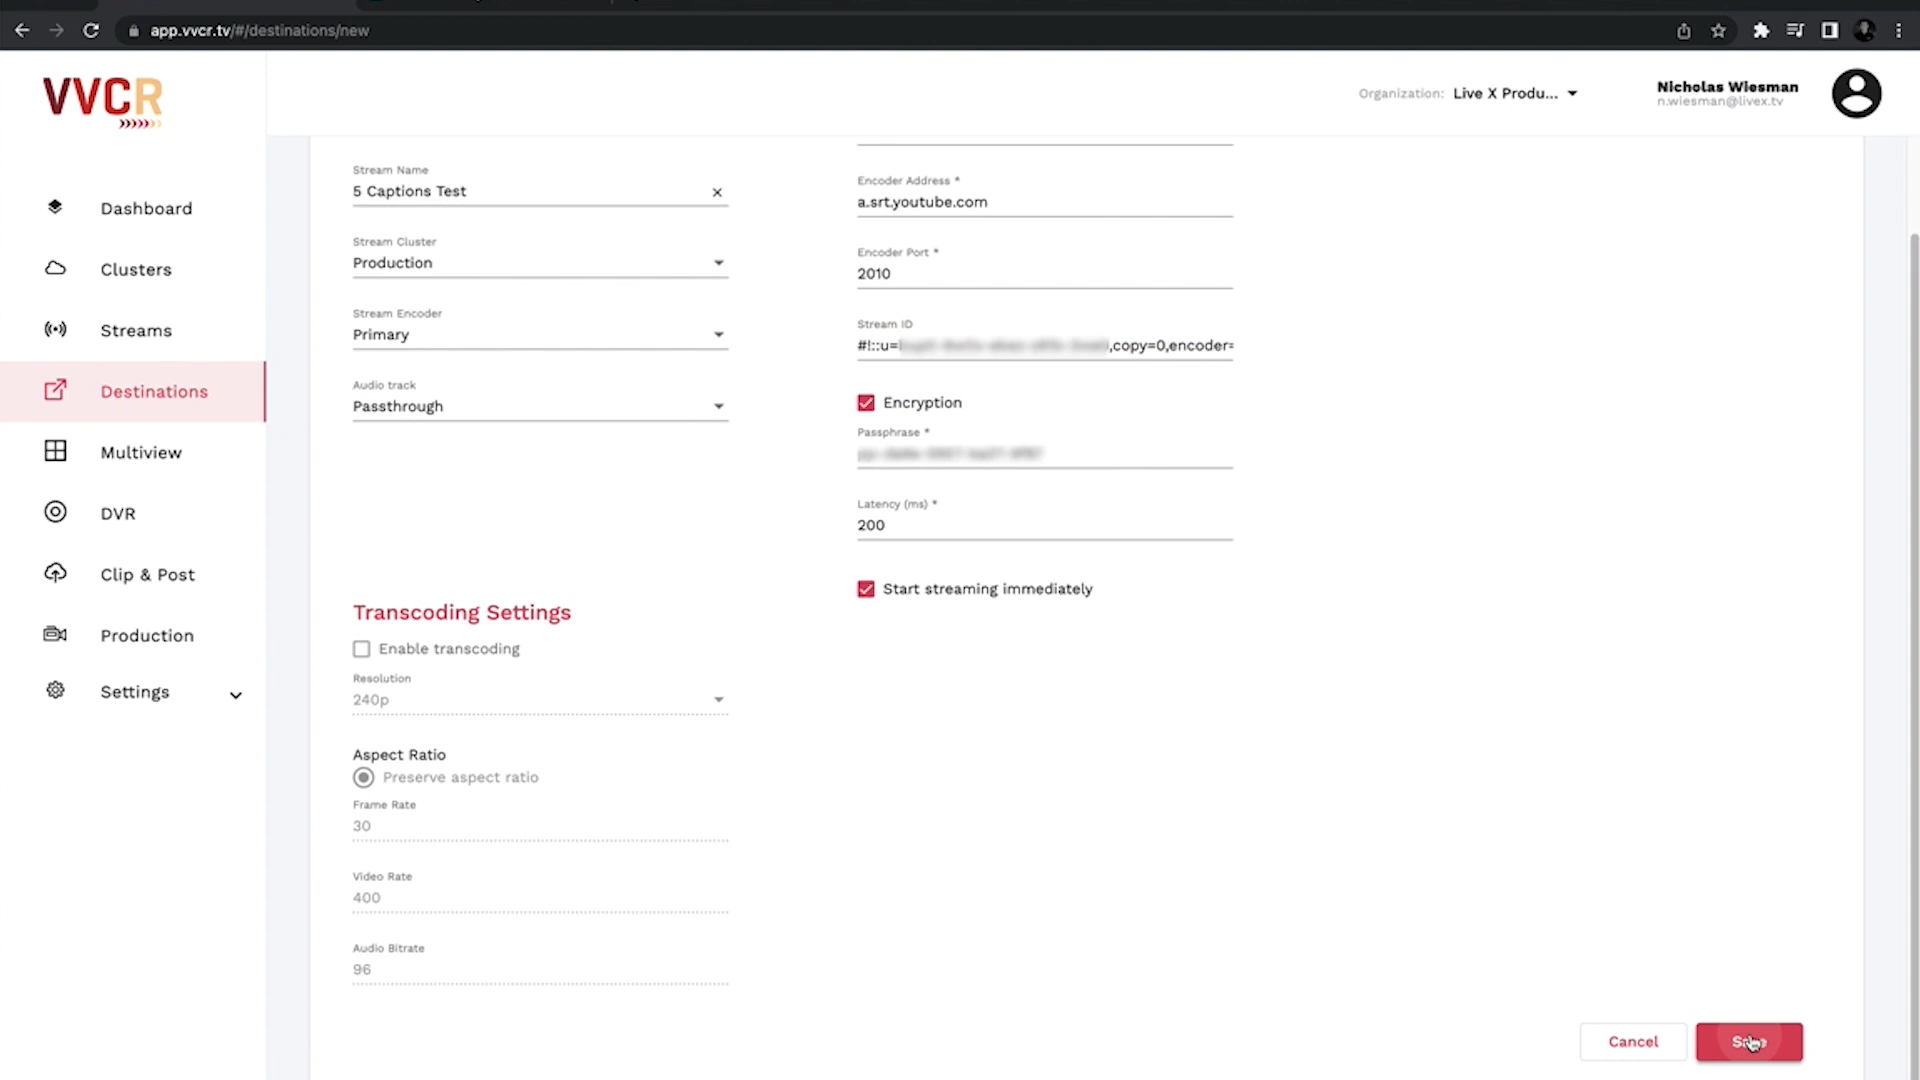 app.vvcr.tv/#/destinations/new
VVCR
Organization: Live X Produ...
Nicholas Wiesman
n.wiesman@livex.tv
Dashboard
Clusters
Streams
Destinations
Multiview
DVR
Clip & Post
Production
Settings
Stream Name
5 Captions Test
Stream Cluster
Production
Stream Encoder
Primary
Audio track
Passthrough
Transcoding Settings
Enable transcoding
Resolution
240p
Aspect Ratio
Preserve aspect ratio
Frame Rate
30
Video Rate
400
Audio Bitrate
96
Encoder Address *
a.srt.youtube.com
Encoder Port *
2010
Stream ID
#!::u= ,copy=0,encoder=
Encryption
Passphrase *
Latency (ms) *
200
Start streaming immediately
Cancel
Save